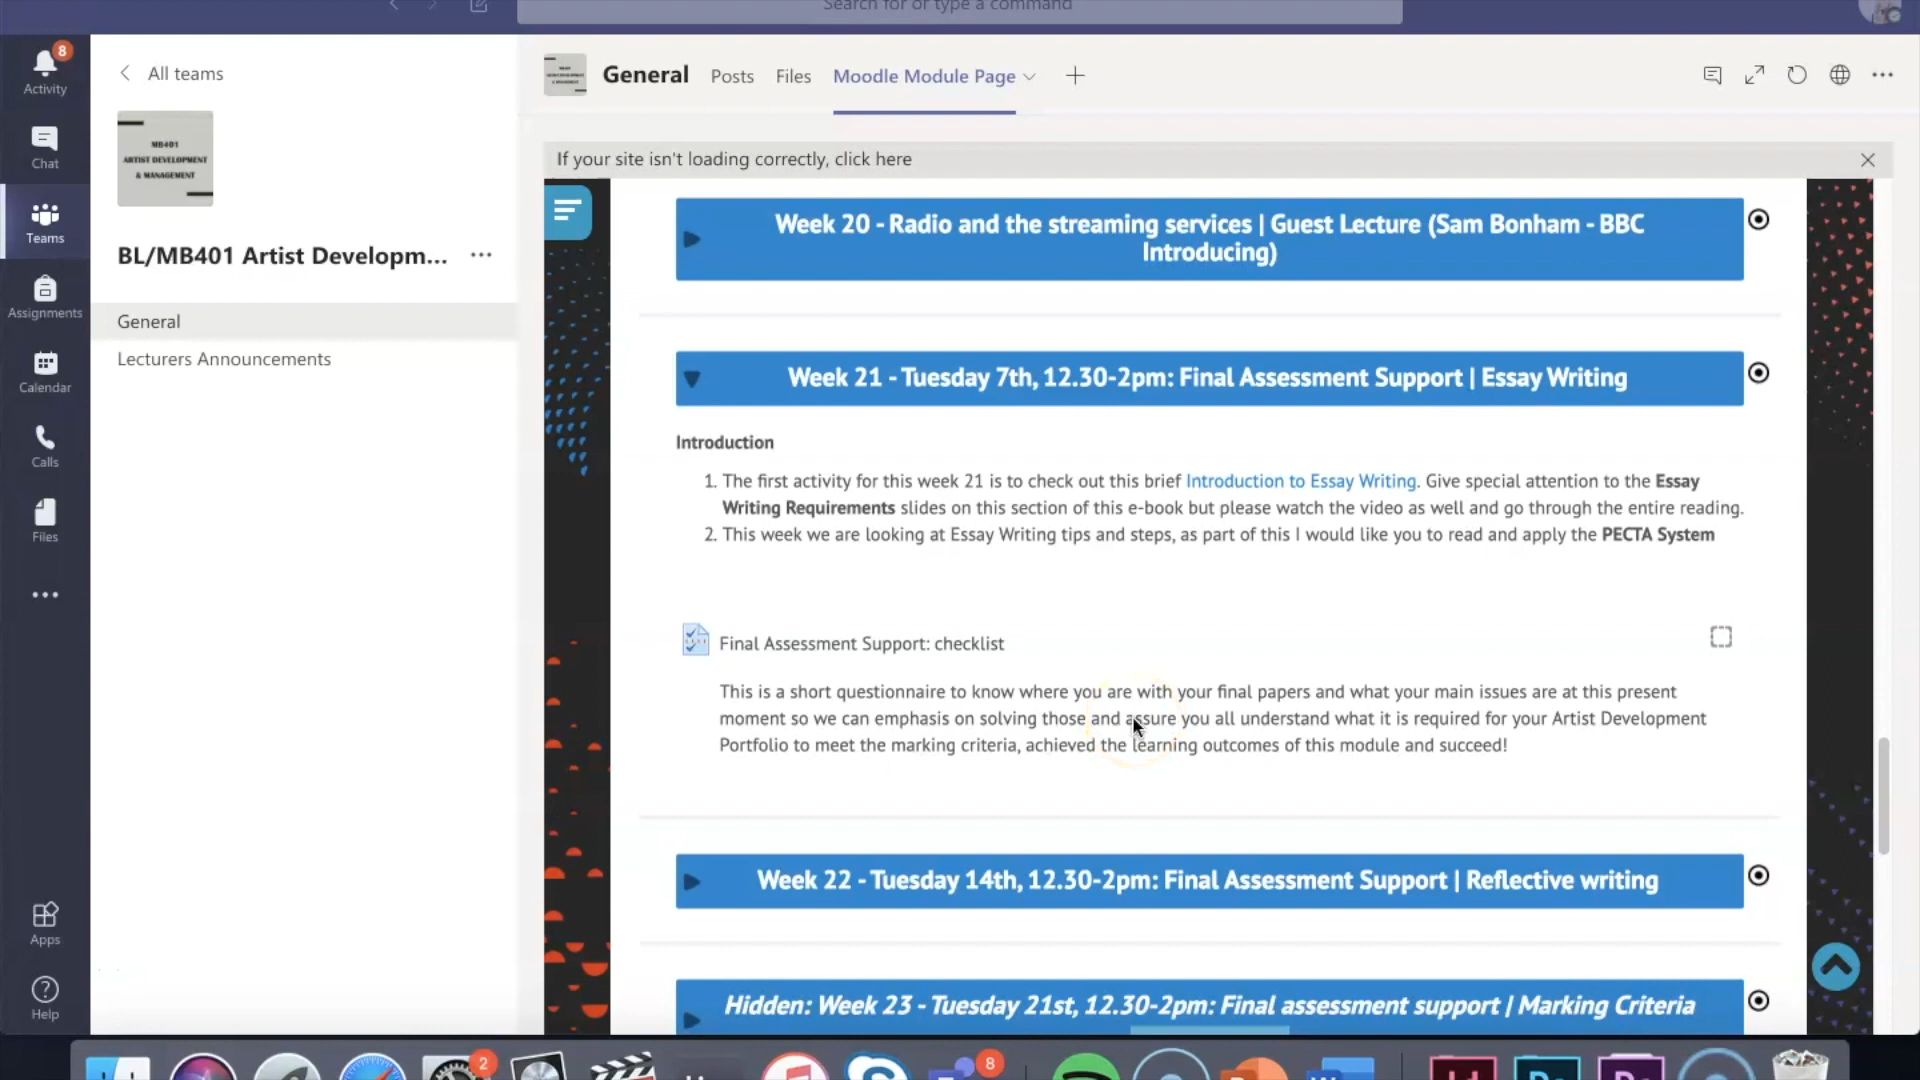 Search for or type a command
8
Activity
Chat
Teams
Assignments
Calendar
Calls
Files
Apps
Help
All teams
MB401
ARTIST DEVELOPMENT
& MANAGEMENT
BL/MB401 Artist Developm...
General
Lecturers Announcements
General
Posts
Files
Moodle Module Page
If your site isn't loading correctly, click here
Week 20 - Radio and the streaming services | Guest Lecture (Sam Bonham - BBC
Introducing)
Week 21 - Tuesday 7th, 12.30-2pm: Final Assessment Support | Essay Writing
Introduction
1. The first activity for this week 21 is to check out this brief Introduction to Essay Writing. Give special attention to the Essay
Writing Requirements slides on this section of this e-book but please watch the video as well and go through the entire reading.
2. This week we are looking at Essay Writing tips and steps, as part of this I would like you to read and apply the PECTA System
Final Assessment Support: checklist
This is a short questionnaire to know where you are with your final papers and what your main issues are at this present
moment so we can emphasis on solving those and assure you all understand what it is required for your Artist Development
Portfolio to meet the marking criteria, achieved the learning outcomes of this module and succeed!
Week 22 - Tuesday 14th, 12.30-2pm: Final Assessment Support | Reflective writing
Hidden: Week 23 - Tuesday 21st, 12.30-2pm: Final assessment support | Marking Criteria
2
8